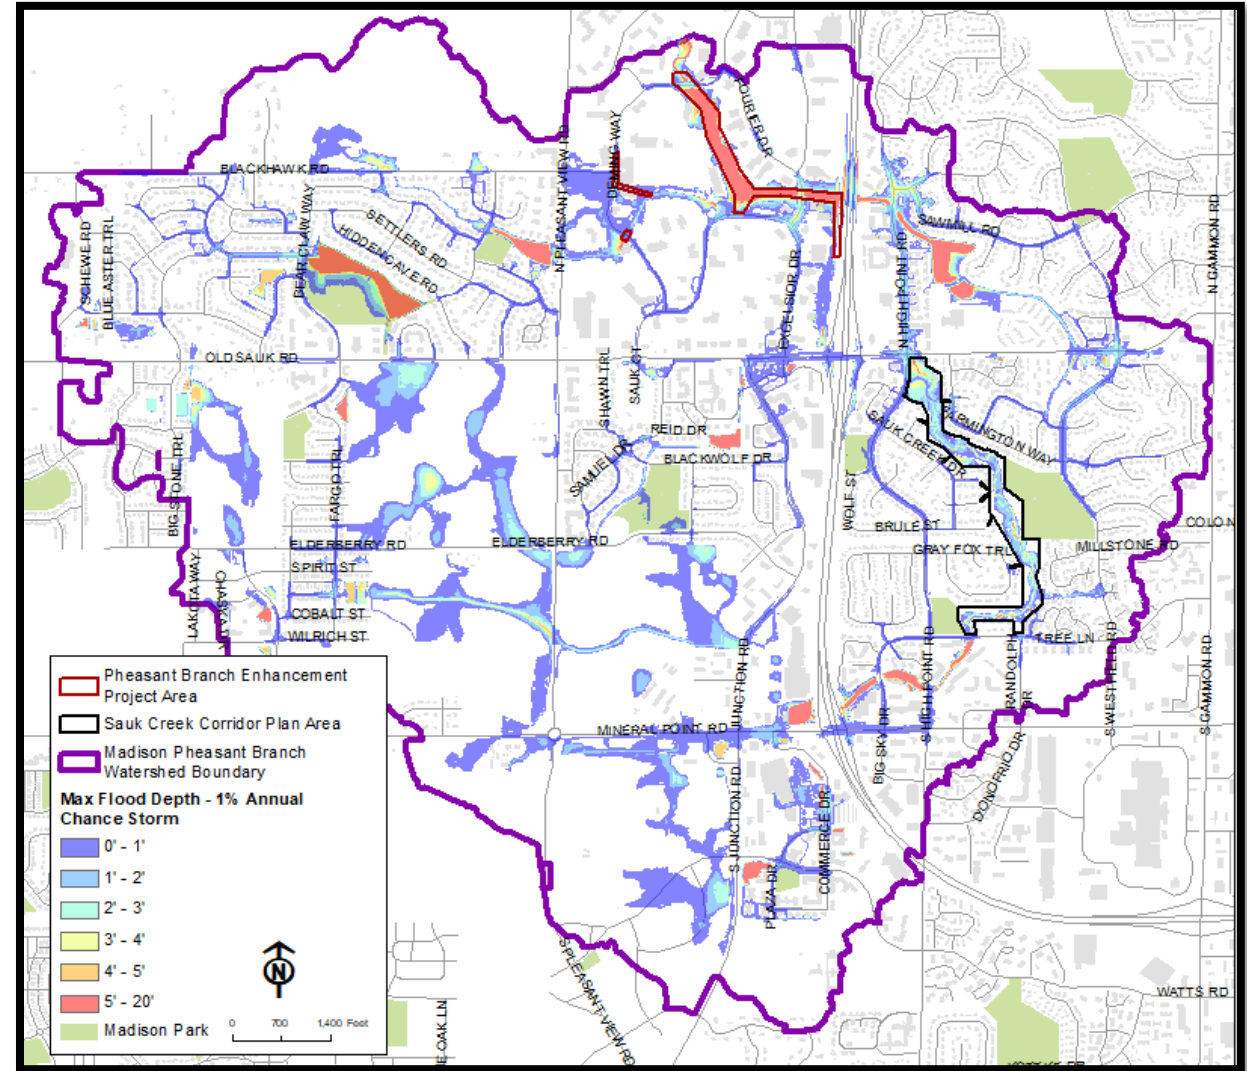 BLACKHAWK RD
SCHEWE RD
BLUE ASTER TRL
BEAR CLAW WAY
SETTLERS RD
HIDDEN CAVE RD
N PLEASANT VIEW RD
DEMING WAY
FOURIER DR
EXCELSIOR DR
N HIGH POINT RD
SAWMILL RD
N GAMMON RD
OLD SAUK RD
SHAWN TRL
SAUK CT
REID DR
BLACKWOLF DR
SAMUEL DR
BIG STONE TRL
FARGO TRL
WOLF ST
SAUK CREEK DR
FARMINGTON WAY
BRULE ST
GRAY FOX TRL
MILLSTONE RD
COLON
ELDERBERRY RD
ELDERBERRY RD
SPIRIT ST
COBALT ST
WILRICH ST
LAKOTA WAY
TREE LN
RANDOLPH DR
S WESTFIELD RD
S GAMMON RD
S HIGH POINT RD
BIG SKY DR
N JUNCTION RD
MINERAL POINT RD
DONOFRIO DR
S JUNCTION RD
COMMERCE DR
PLAZA DR
S PLEASANT VIEW RD
WATTS RD
Pheasant Branch Enhancement
Project Area
Sauk Creek Corridor Plan Area
Madison Pheasant Branch
Watershed Boundary
Max Flood Depth - 1% Annual
Chance Storm
0' - 1'
1' - 2'
2' - 3'
3' - 4'
4' - 5'
5' - 20'
Madison Park
N
0 700 1,400 Feet